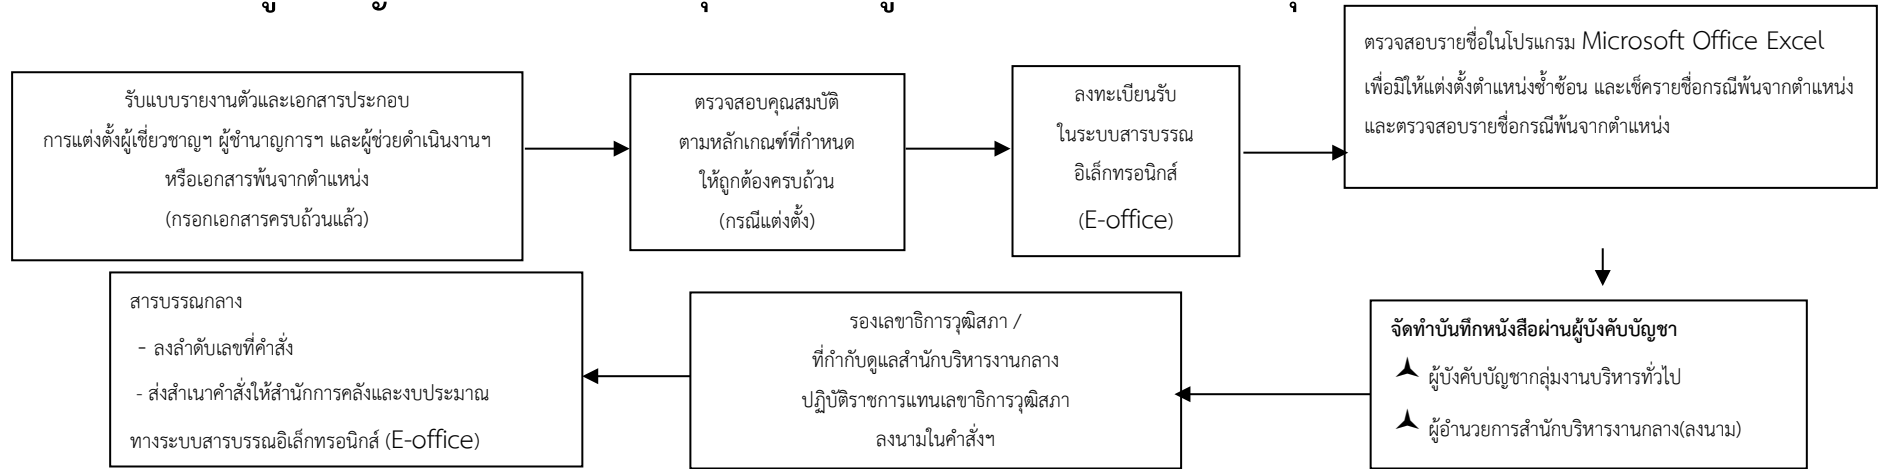 รับแบบรายงานตัวและเอกสารประกอบ
การแต่งตั้งผู้เชี่ยวชาญฯ ผู้ชำนาญการฯ และผู้ช่วยดำเนินงานฯ
หรือเอกสารพ้นจากตำแหน่ง
(กรอกเอกสารครบถ้วนแล้ว)
ตรวจสอบคุณสมบัติ
ตามหลักเกณฑ์ที่กำหนด
ให้ถูกต้องครบถ้วน
(กรณีแต่งตั้ง)
ลงทะเบียนรับ
ในระบบสารบรรณ
อิเล็กทรอนิกส์
(E-office)
ตรวจสอบรายชื่อในโปรแกรม Microsoft Office Excel
เพื่อมิให้แต่งตั้งตำแหน่งซ้ำซ้อน และเช็ครายชื่อกรณีพ้นจากตำแหน่ง
และตรวจสอบรายชื่อกรณีพ้นจากตำแหน่ง
จัดทำบันทึกหนังสือผ่านผู้บังคับบัญชา
ผู้บังคับบัญชากลุ่มงานบริหารทั่วไป
ผู้อำนวยการสำนักบริหารงานกลาง(ลงนาม)
รองเลขาธิการวุฒิสภา /
ที่กำกับดูแลสำนักบริหารงานกลาง
ปฏิบัติราชการแทนเลขาธิการวุฒิสภา
ลงนามในคำสั่งฯ
สารบรรณกลาง
- ลงลำดับเลขที่คำสั่ง
- ส่งสำเนาคำสั่งให้สำนักการคลังและงบประมาณ
ทางระบบสารบรรณอิเล็กทรอนิกส์ (E-office)